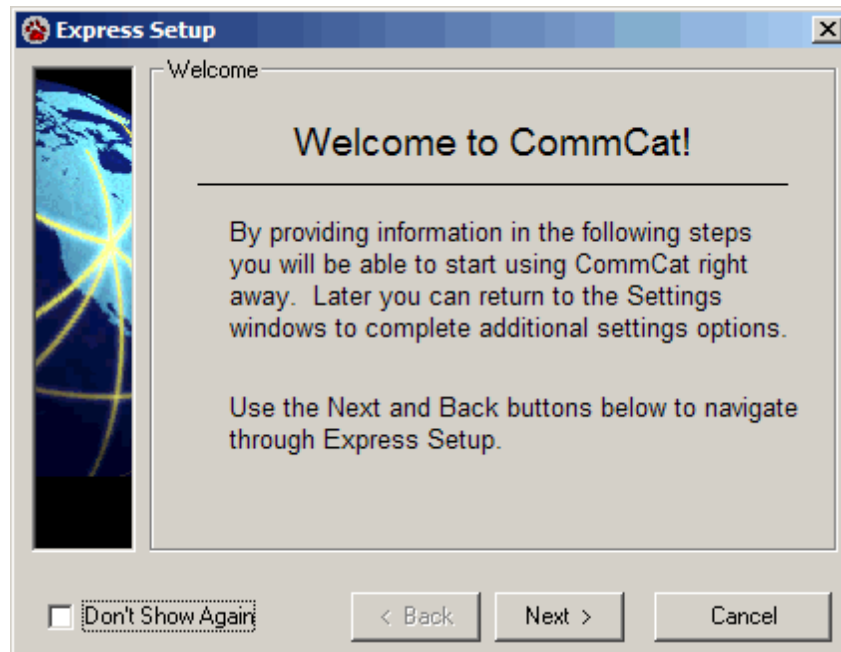 Express Setup
Welcome
Welcome to CommCat!
By providing information in the following steps
you will be able to start using CommCat right
away.  Later you can return to the Settings
windows to complete additional settings options.
Use the Next and Back buttons below to navigate
through Express Setup.
Don't Show Again
< Back
Next >
Cancel